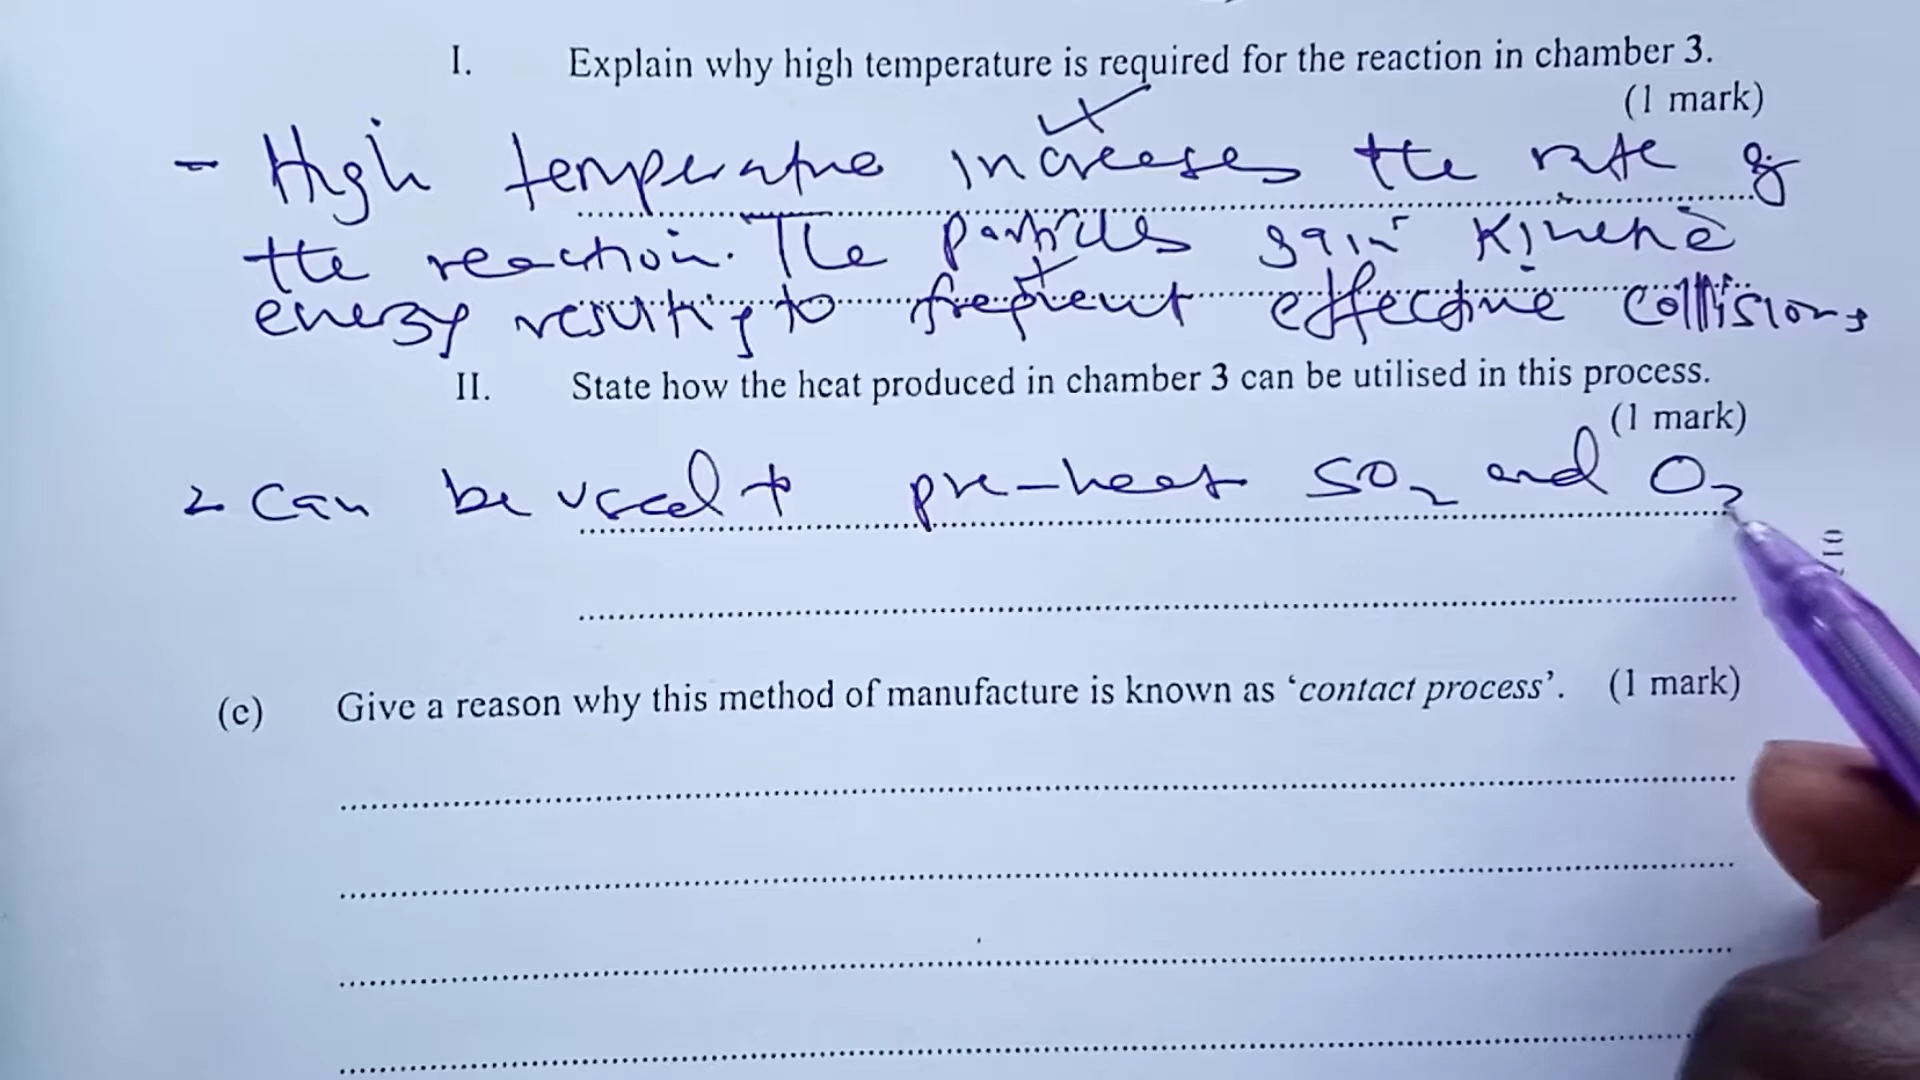 I. Explain why high temperature is required for the reaction in chamber 3.
(1 mark)
- High temperature increases the rate of
the reaction. The particles gain kinetic
energy resulting to frequent effective collisions
II. State how the heat produced in chamber 3 can be utilised in this process.
(1 mark)
- Can be used to pre-heat SO2 and O2
(c) Give a reason why this method of manufacture is known as ‘contact process’. (1 mark)